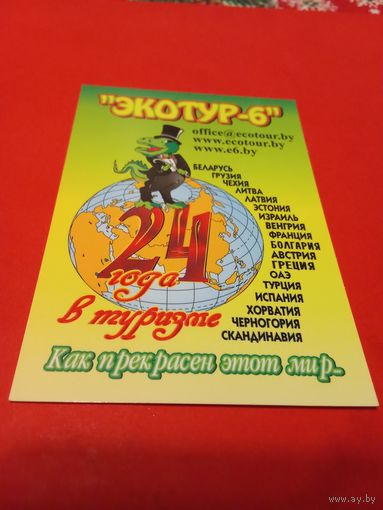 "ЭКОТУР-6"
office@ecotour.by
www.ecotour.by
www.e6.by
БЕЛАРУСЬ
ГРУЗИЯ
ЧЕХИЯ
ЛИТВА
ЛАТВИЯ
ЭСТОНИЯ
ИЗРАИЛЬ
ВЕНГРИЯ
ФРАНЦИЯ
БОЛГАРИЯ
АВСТРИЯ
ГРЕЦИЯ
ОАЭ
ТУРЦИЯ
ИСПАНИЯ
ХОРВАТИЯ
ЧЕРНОГОРИЯ
СКАНДИНАВИЯ
24
года
в туризме
Как прекрасен этот мир..
ay.by